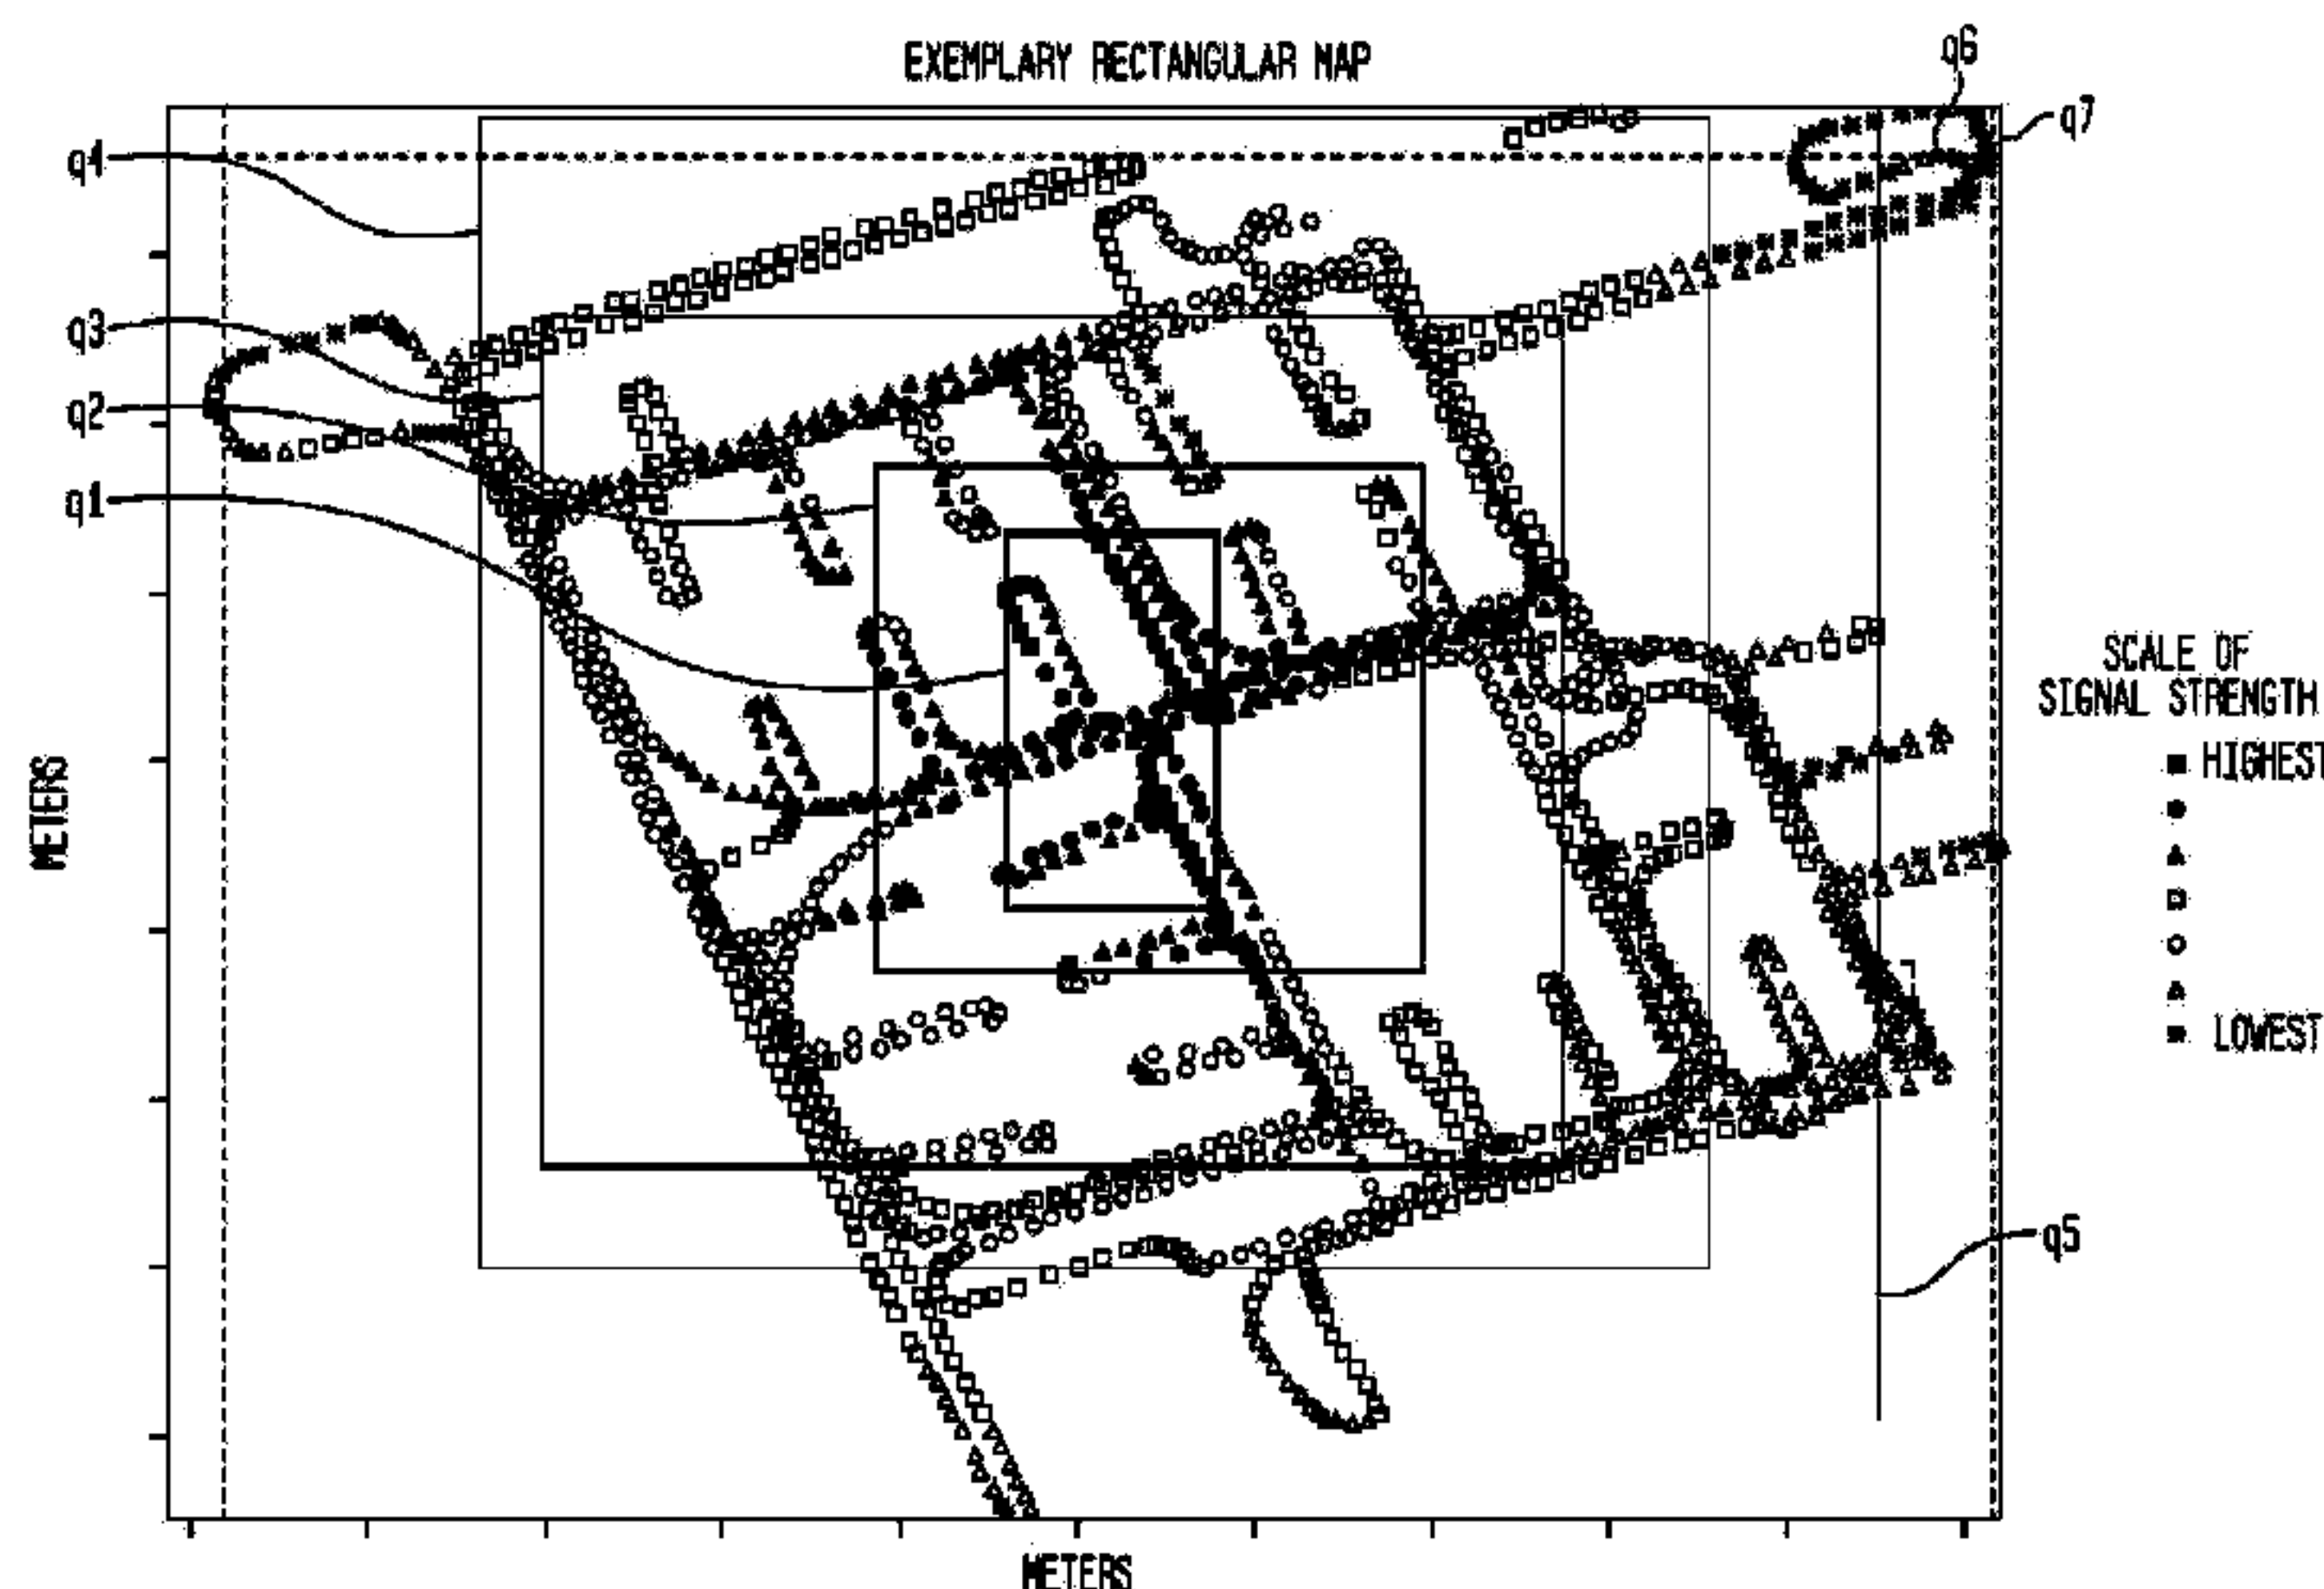 EXEMPLARY RECTANGULAR MAP
q6
q7
q4
q3
q2
q1
SCALE OF
SIGNAL STRENGTH
HIGHEST
LOWEST
METERS
q5
METERS